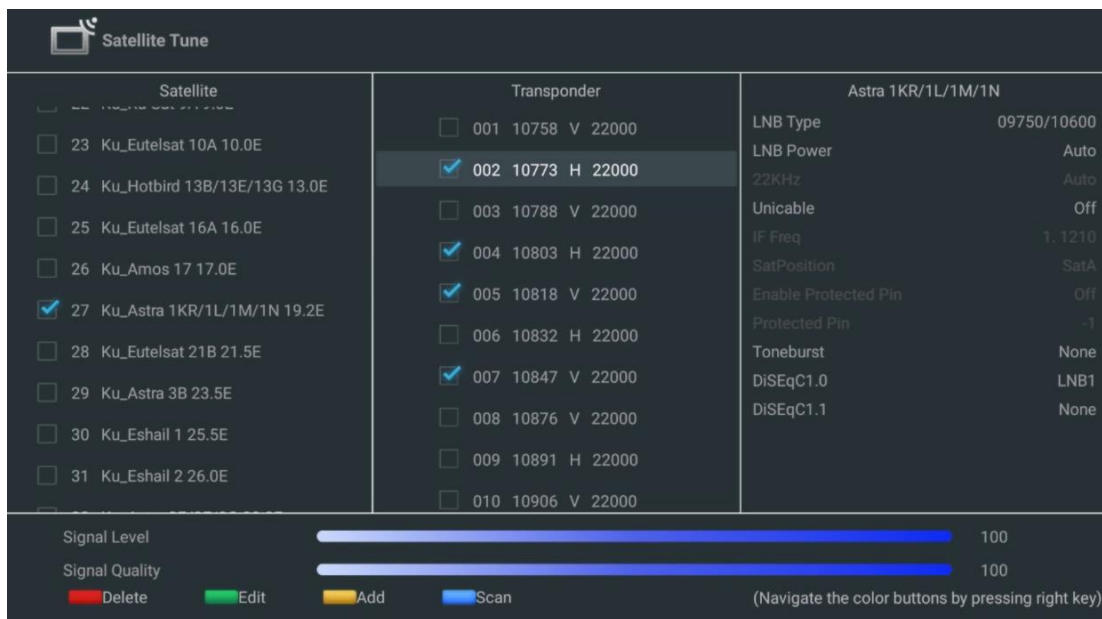 Satellite Tune
Satellite
23 Ku_Eutelsat 10A 10.0E
24 Ku_Hotbird 13B/13E/13G 13.0E
25 Ku_Eutelsat 16A 16.0E
26 Ku_Amos 17 17.0E
27 Ku_Astra 1KR/1L/1M/1N 19.2E
28 Ku_Eutelsat 21B 21.5E
29 Ku_Astra 3B 23.5E
30 Ku_Eshail 1 25.5E
31 Ku_Eshail 2 26.0E
Transponder
001 10758 V 22000
002 10773 H 22000
003 10788 V 22000
004 10803 H 22000
005 10818 V 22000
006 10832 H 22000
007 10847 V 22000
008 10876 V 22000
009 10891 H 22000
010 10906 V 22000
Astra 1KR/1L/1M/1N
LNB Type 09750/10600
LNB Power Auto
22KHz Auto
Unicable Off
IF Freq 1. 1210
SatPosition SatA
Enable Protected Pin Off
Protected Pin -1
Toneburst None
DiSEqC1.0 LNB1
DiSEqC1.1 None
Signal Level 100
Signal Quality 100
Delete Edit Add Scan (Navigate the color buttons by pressing right key)